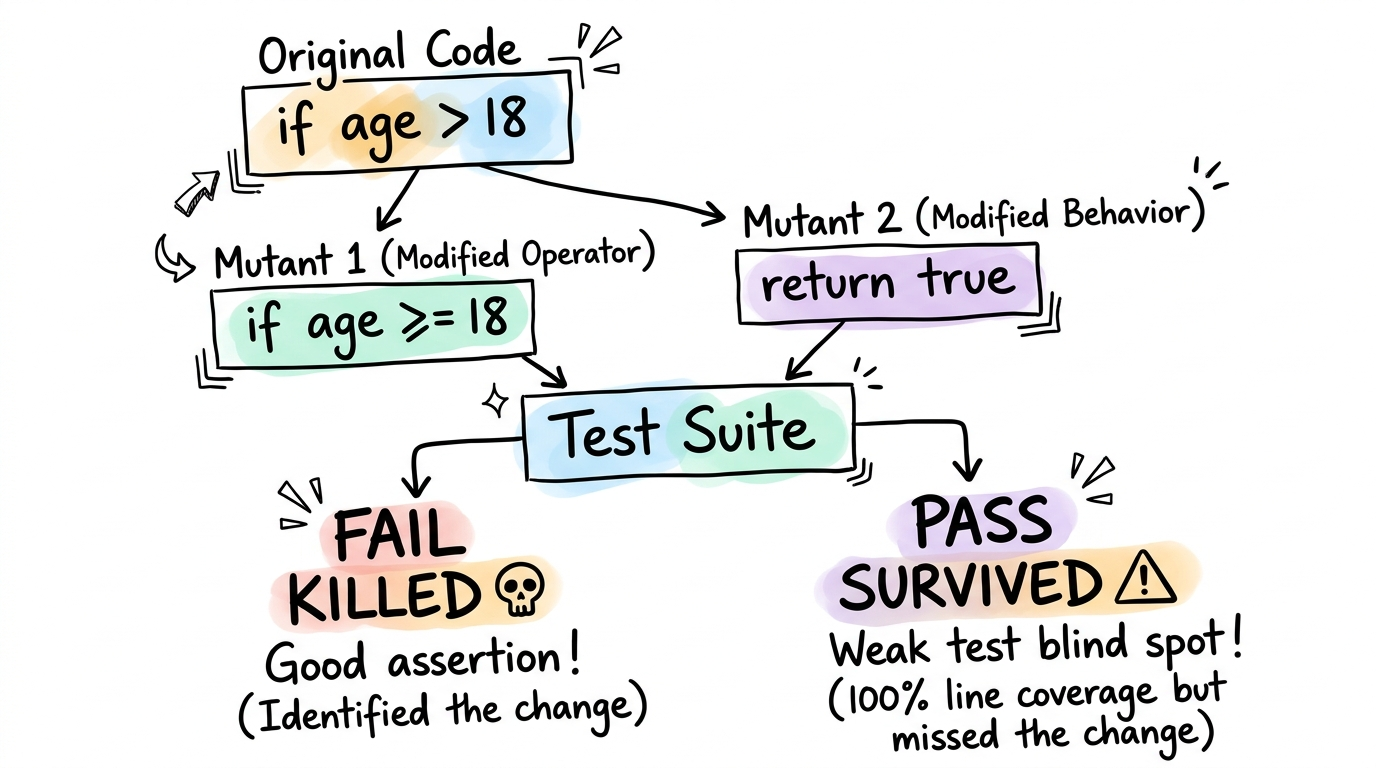 Original Code
if age > 18
Mutant 1 (Modified Operator)
if age >= 18
Mutant 2 (Modified Behavior)
return true
Test Suite
FAIL
KILLED
Good assertion!
(Identified the change)
PASS
SURVIVED
Weak test blind spot!
(100% line coverage but
missed the change)